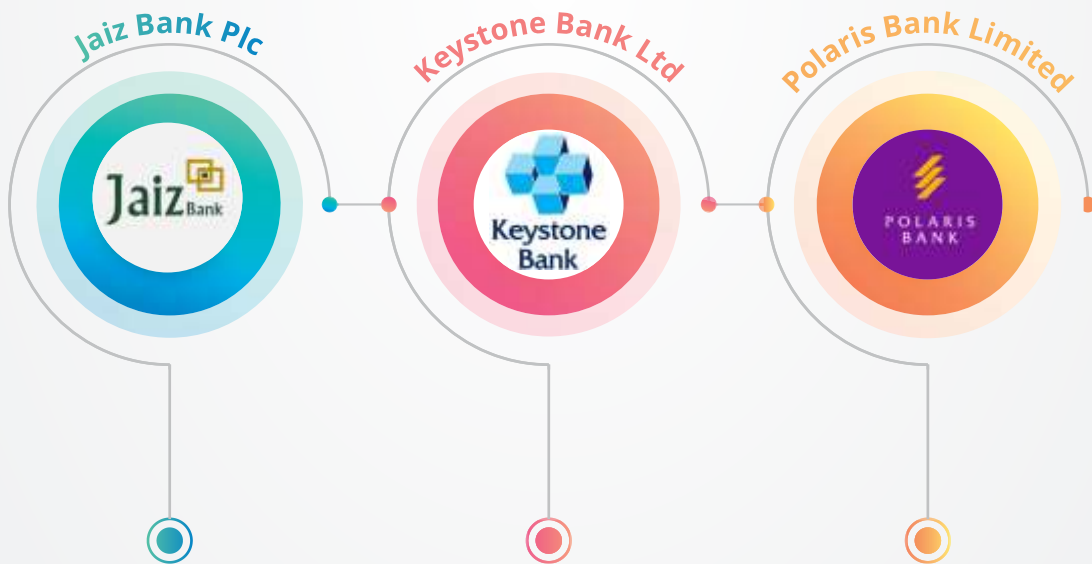 Jaiz Bank Plc
Keystone Bank Ltd
Polaris Bank Limited
Jaiz Bank
Keystone
Bank
POLARIS
BANK